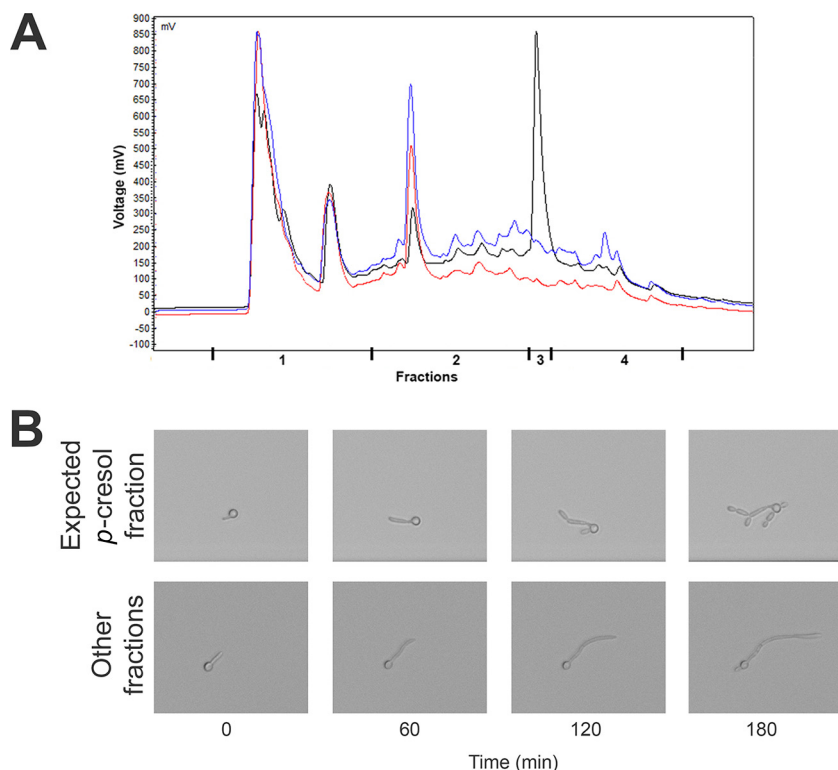 A
mV
Voltage (mV)
900
850
800
750
700
650
600
550
500
450
400
350
300
250
200
150
100
50
0
-50
-100
1
2
3
4
Fractions
B
Expected
p-cresol
fraction
Other
fractions
0
60
120
180
Time (min)